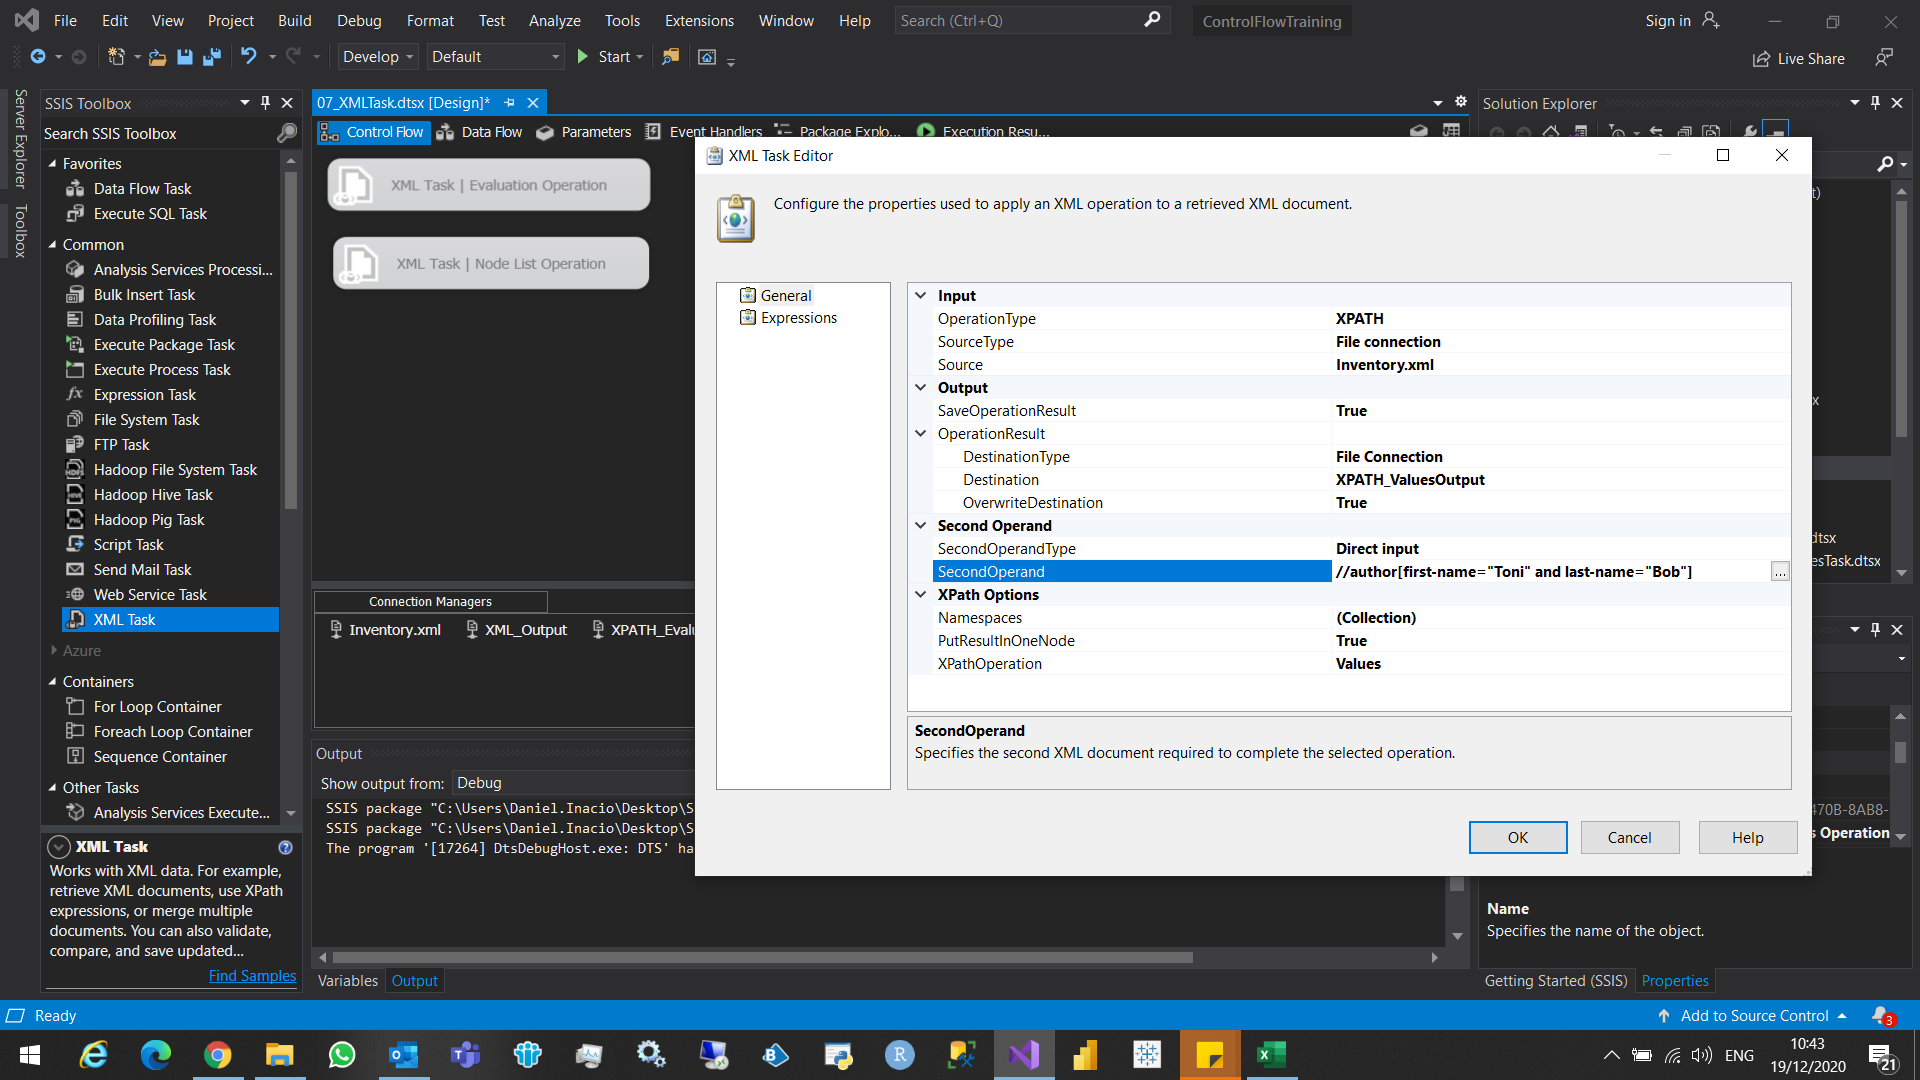 File Edit View Project Build Debug Format Test Analyze Tools Extensions Window Help Search (Ctrl+Q) ControlFlowTraining Sign in
Develop Default Start Live Share
Server Explorer
Toolbox
SSIS Toolbox
Search SSIS Toolbox
Favorites
Data Flow Task
Execute SQL Task
Common
Analysis Services Processi...
Bulk Insert Task
Data Profiling Task
Execute Package Task
Execute Process Task
Expression Task
File System Task
FTP Task
Hadoop File System Task
Hadoop Hive Task
Hadoop Pig Task
Script Task
Send Mail Task
Web Service Task
XML Task
Azure
Containers
For Loop Container
Foreach Loop Container
Sequence Container
Other Tasks
Analysis Services Execute...
XML Task
Works with XML data. For example,
retrieve XML documents, use XPath
expressions, or merge multiple
documents. You can also validate,
compare, and save updated...
Find Samples
07_XMLTask.dtsx [Design]*
Control Flow Data Flow Parameters Event Handlers Package Explo... Execution Resu...
XML Task | Evaluation Operation
XML Task | Node List Operation
Connection Managers
Inventory.xml XML_Output XPATH_Evalu
Output
Show output from: Debug
SSIS package "C:\Users\Daniel.Inacio\Desktop\S
SSIS package "C:\Users\Daniel.Inacio\Desktop\S
The program '[17264] DtsDebugHost.exe: DTS' ha
Variables Output
XML Task Editor
Configure the properties used to apply an XML operation to a retrieved XML document.
General
Expressions
Input
OperationType XPATH
SourceType File connection
Source Inventory.xml
Output
SaveOperationResult True
OperationResult
DestinationType File Connection
Destination XPATH_ValuesOutput
OverwriteDestination True
Second Operand
SecondOperandType Direct input
SecondOperand //author[first-name="Toni" and last-name="Bob"] ...
XPath Options
Namespaces (Collection)
PutResultInOneNode True
XPathOperation Values
SecondOperand
Specifies the second XML document required to complete the selected operation.
OK Cancel Help
Solution Explorer
t)
x
dtsx
esTask.dtsx
470B-8AB8-
s Operation
Name
Specifies the name of the object.
Getting Started (SSIS) Properties
Ready Add to Source Control 3
ENG
10:43
19/12/2020
21